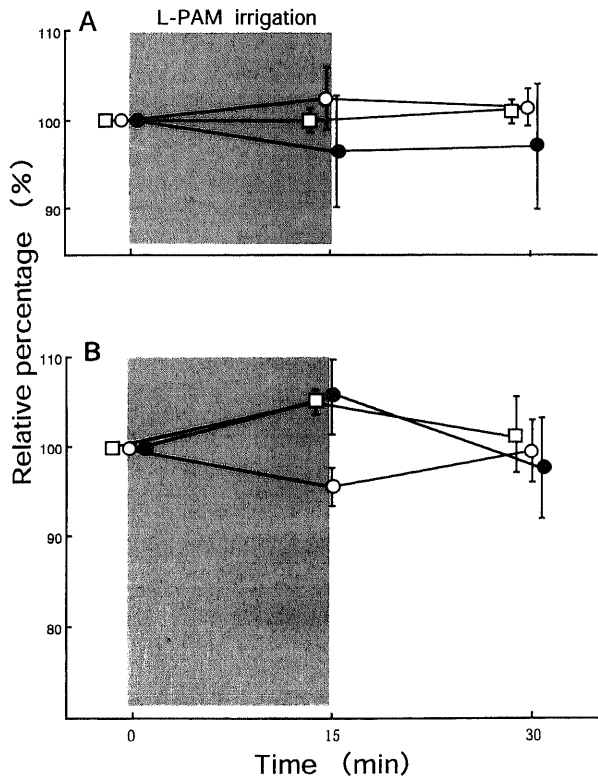 A
L-PAM irrigation
110
100
90
Relative percentage (%)
B
110
100
90
80
0
15
30
Time (min)